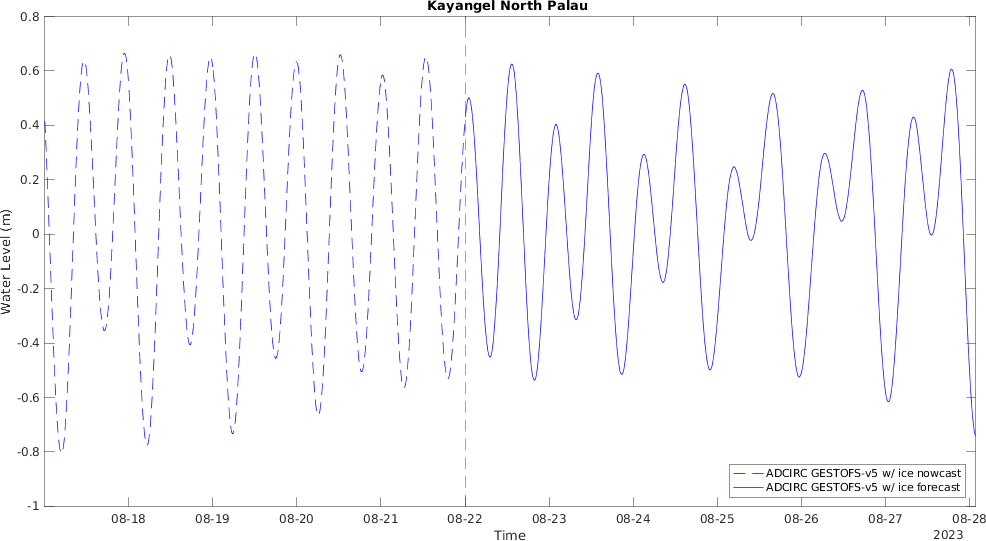 Kayangel North Palau
Water Level (m)
0.8
0.6
0.4
0.2
0
-0.2
-0.4
-0.6
-0.8
-1
08-18 08-19 08-20 08-21 08-22 08-23 08-24 08-25 08-26 08-27 08-28
Time
2023
ADCIRC GESTOFS-v5 w/ ice nowcast
ADCIRC GESTOFS-v5 w/ ice forecast